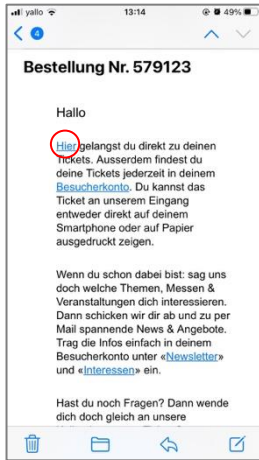 yallo
13:14
49%
4
Bestellung Nr. 579123
Hallo
Hier gelangst du direkt zu deinen
Tickets. Ausserdem findest du
deine Tickets jederzeit in deinem
Besucherkonto. Du kannst das
Ticket an unserem Eingang
entweder direkt auf deinem
Smartphone oder auf Papier
ausgedruckt zeigen.
Wenn du schon dabei bist: sag uns
doch welche Themen, Messen &
Veranstaltungen dich interessieren.
Dann schicken wir dir ab und zu per
Mail spannende News & Angebote.
Trag die Infos einfach in deinem
Besucherkonto unter «Newsletter»
und «Interessen» ein.
Hast du noch Fragen? Dann wende
dich doch gleich an unsere